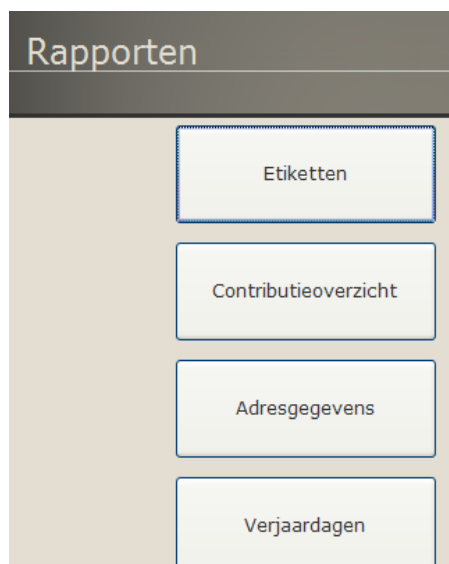 Rapporten
Etiketten
Contributieoverzicht
Adresgegevens
Verjaardagen